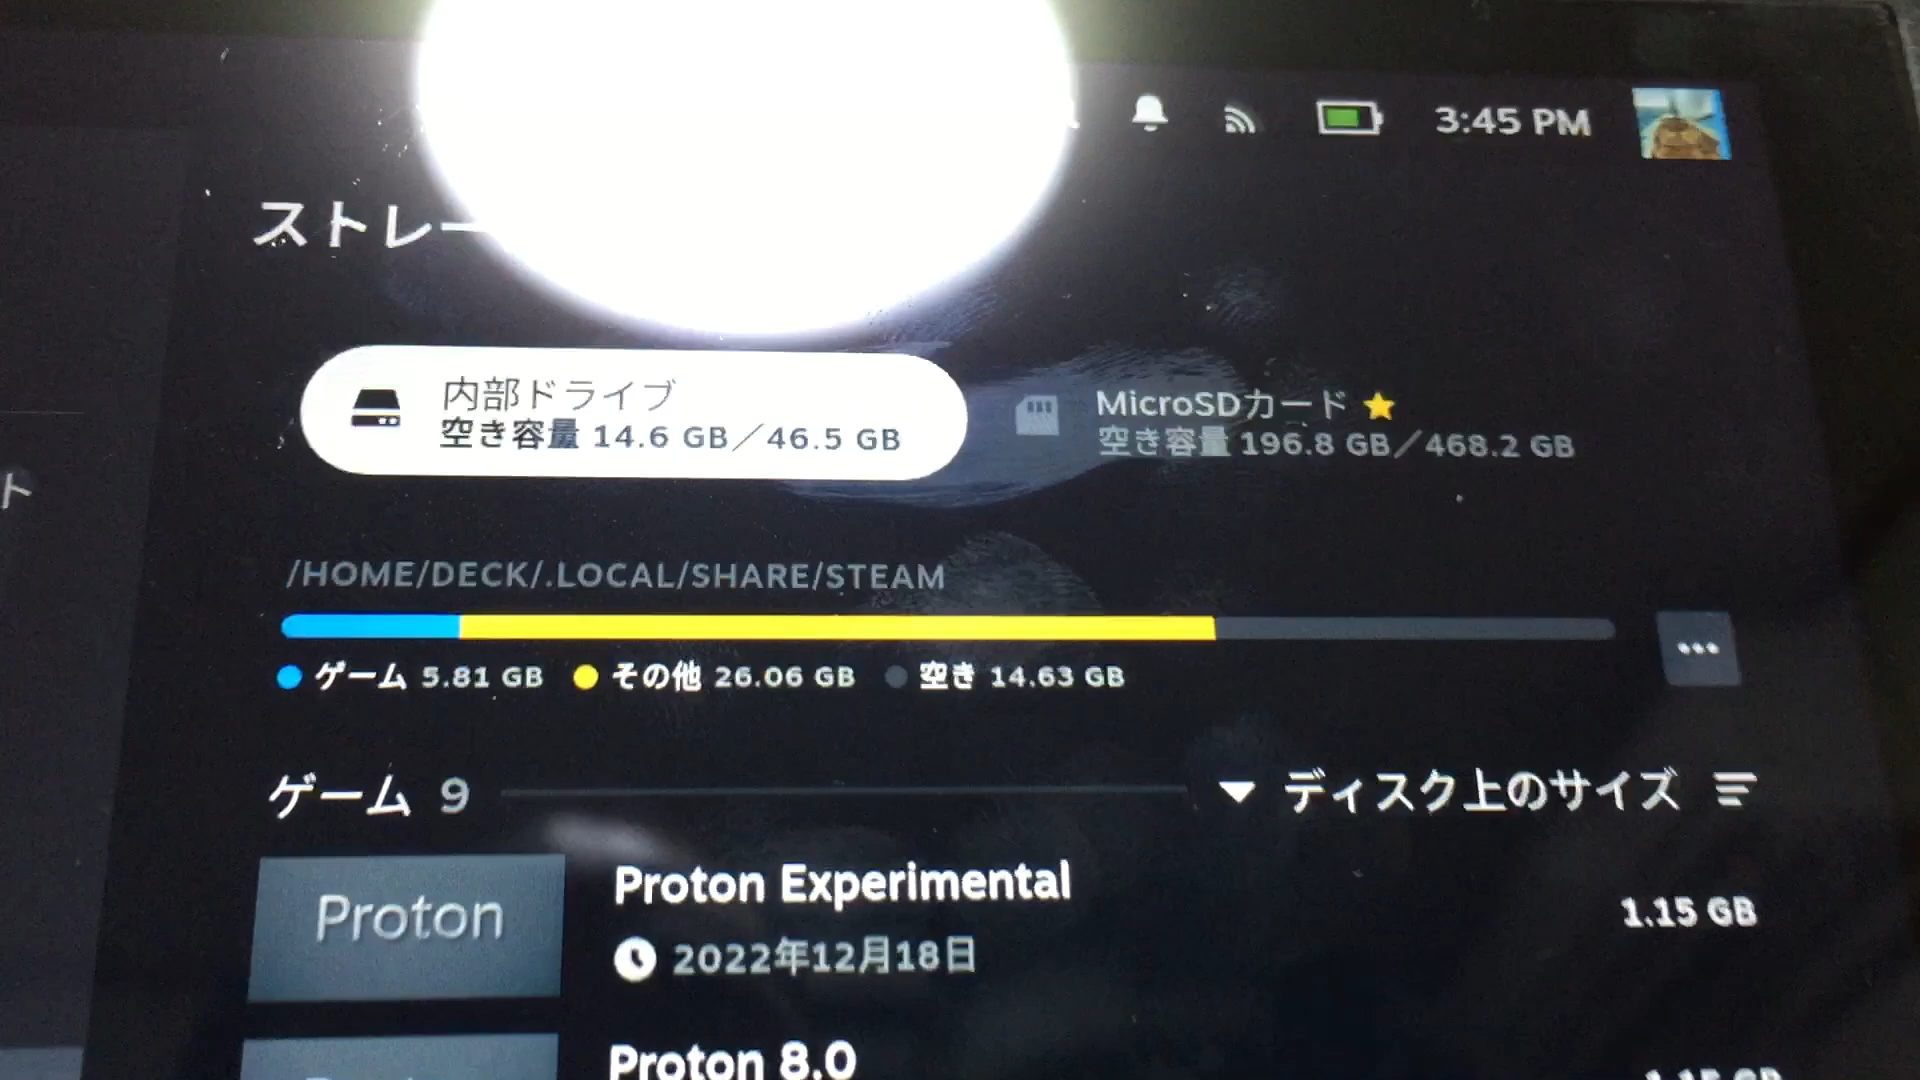 3:45 PM
ストレー
内部ドライブ
空き容量 14.6 GB／46.5 GB
MicroSDカード
空き容量 196.8 GB／468.2 GB
ト
/HOME/DECK/.LOCAL/SHARE/STEAM
ゲーム 5.81 GB その他 26.06 GB 空き 14.63 GB
ゲーム 9
ディスク上のサイズ
Proton
Proton Experimental
2022年12月18日
1.15 GB
Proton 8.0